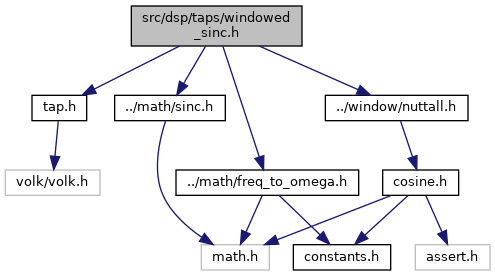 src/dsp/taps/windowed
_sinc.h
tap.h
../math/sinc.h
../window/nuttall.h
volk/volk.h
../math/freq_to_omega.h
cosine.h
math.h
constants.h
assert.h